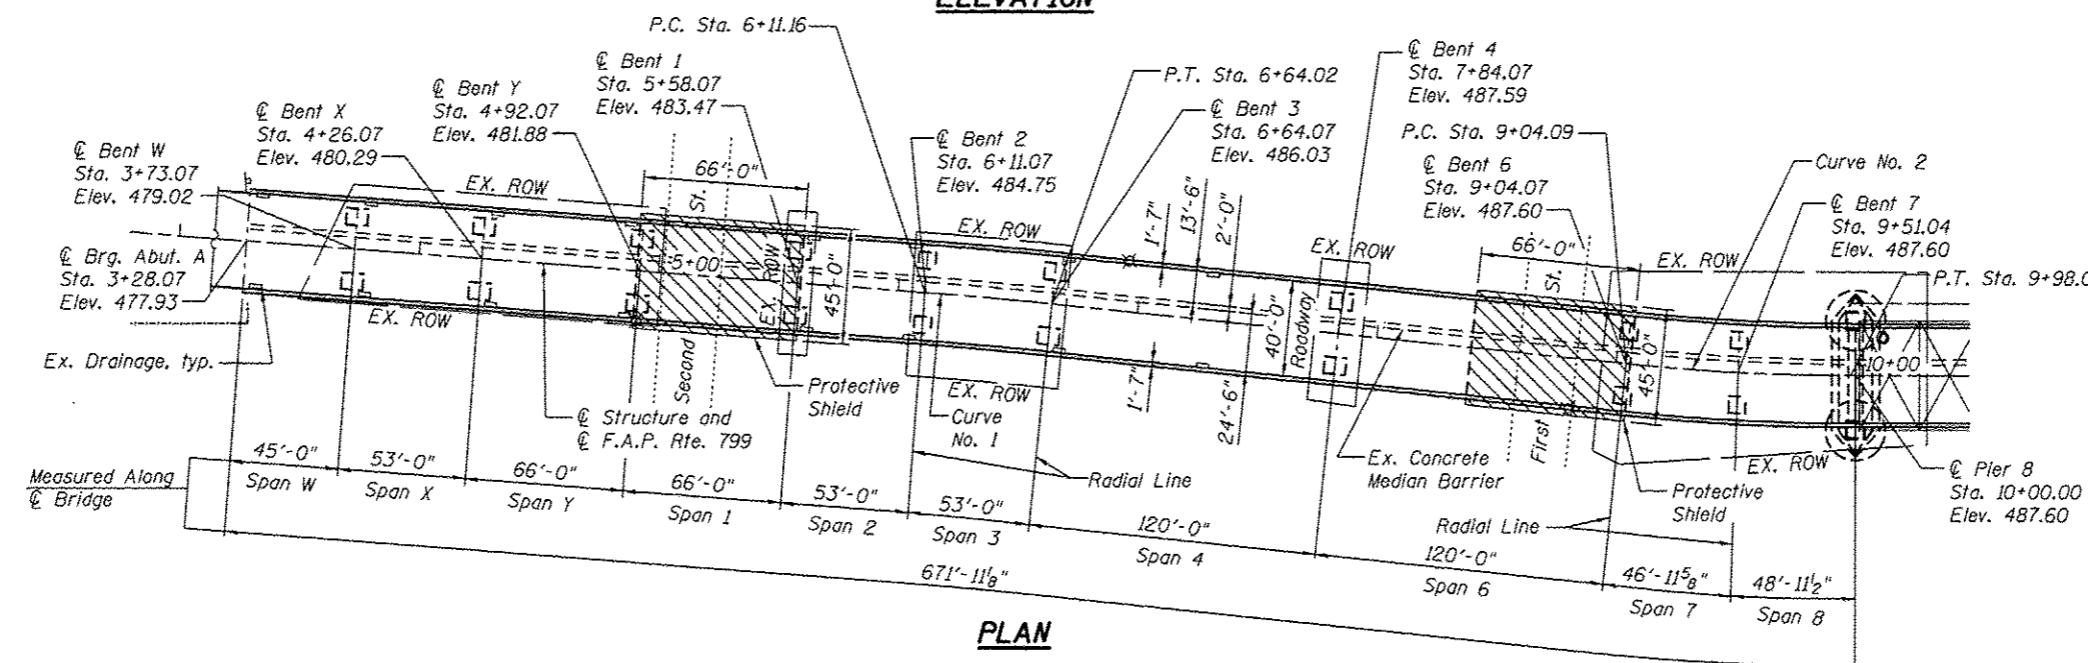 ELEVATION
P.C. Sta. 6+11.16
℄ Bent 1
Sta. 5+58.07
Elev. 483.47
℄ Bent Y
Sta. 4+92.07
Elev. 481.88
℄ Bent X
Sta. 4+26.07
Elev. 480.29
℄ Bent W
Sta. 3+73.07
Elev. 479.02
℄ Brg. Abut. A
Sta. 3+28.07
Elev. 477.93
Ex. Drainage, typ.
EX. ROW
EX. ROW
66'-0"
Second St.
5+00
EX. ROW
45'-0"
Protective
Shield
℄ Structure and
℄ F.A.P. Rte. 799
℄ Bent 2
Sta. 6+11.07
Elev. 484.75
EX. ROW
EX. ROW
Curve
No. 1
Radial Line
P.T. Sta. 6+64.02
℄ Bent 3
Sta. 6+64.07
Elev. 486.03
1'-7"
13'-6"
2'-0"
1'-7"
24'-6"
40'-0"
Roadway
℄ Bent 4
Sta. 7+84.07
Elev. 487.59
EX. ROW
P.C. Sta. 9+04.09
℄ Bent 6
Sta. 9+04.07
Elev. 487.60
66'-0"
First St.
45'-0"
EX. ROW
EX. ROW
Curve No. 2
℄ Bent 7
Sta. 9+51.04
Elev. 487.60
P.T. Sta. 9+98.0
10+00
℄ Pier 8
Sta. 10+00.00
Elev. 487.60
Ex. Concrete
Median Barrier
Protective
Shield
Radial Line
Measured Along
℄ Bridge
45'-0"
Span W
53'-0"
Span X
66'-0"
Span Y
66'-0"
Span 1
53'-0"
Span 2
53'-0"
Span 3
120'-0"
Span 4
120'-0"
Span 6
46'-11⅝"
Span 7
48'-11½"
Span 8
671'-11⅛"
PLAN